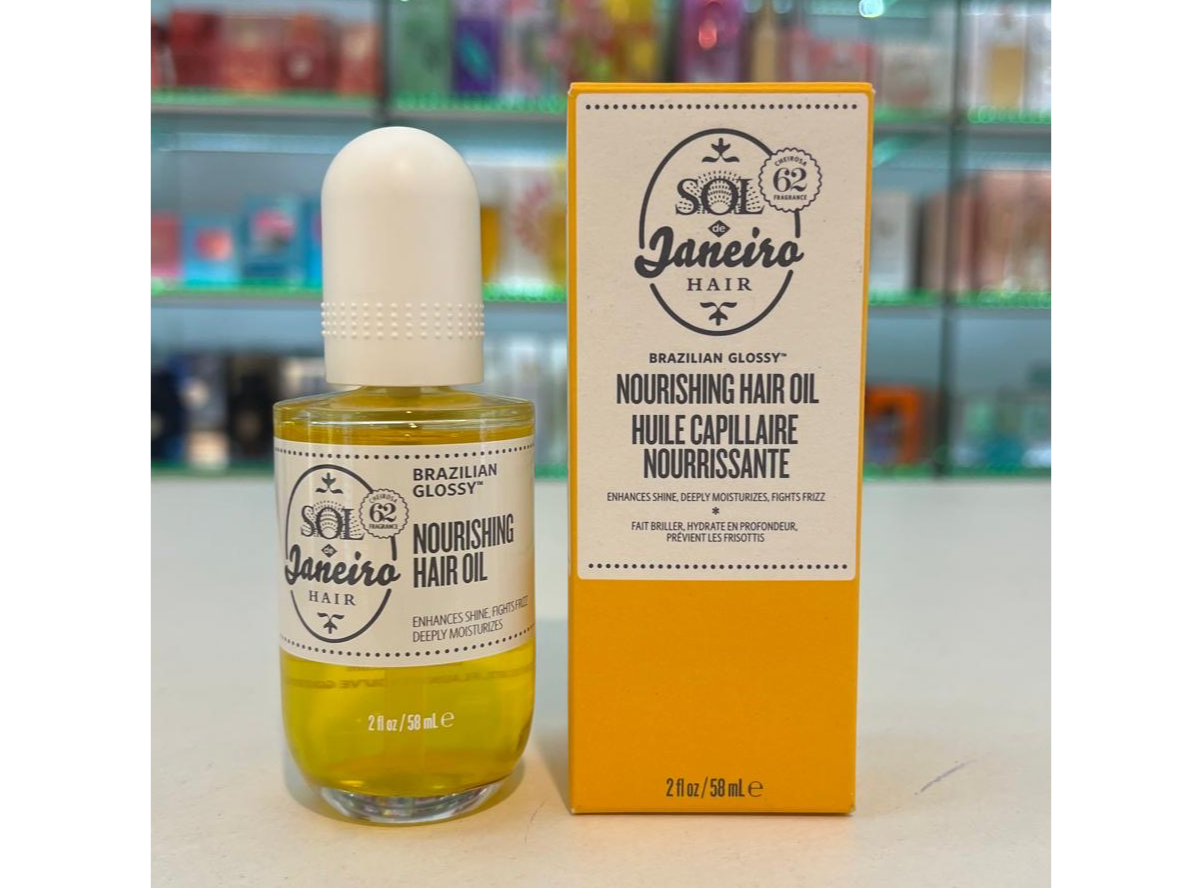 BRAZILIAN
GLOSSY™
SOL
CHEIROSA
62
FRAGRANCE
de
Janeiro
HAIR
NOURISHING
HAIR OIL
ENHANCES SHINE, FIGHTS FRIZZ
DEEPLY MOISTURIZES
2 fl oz / 58 mL ℮
SOL
CHEIROSA
62
FRAGRANCE
de
Janeiro
HAIR
BRAZILIAN GLOSSY™
NOURISHING HAIR OIL
HUILE CAPILLAIRE
NOURRISSANTE
ENHANCES SHINE, DEEPLY MOISTURIZES, FIGHTS FRIZZ
*
FAIT BRILLER, HYDRATE EN PROFONDEUR,
PRÉVIENT LES FRISOTTIS
2 fl oz / 58 mL ℮